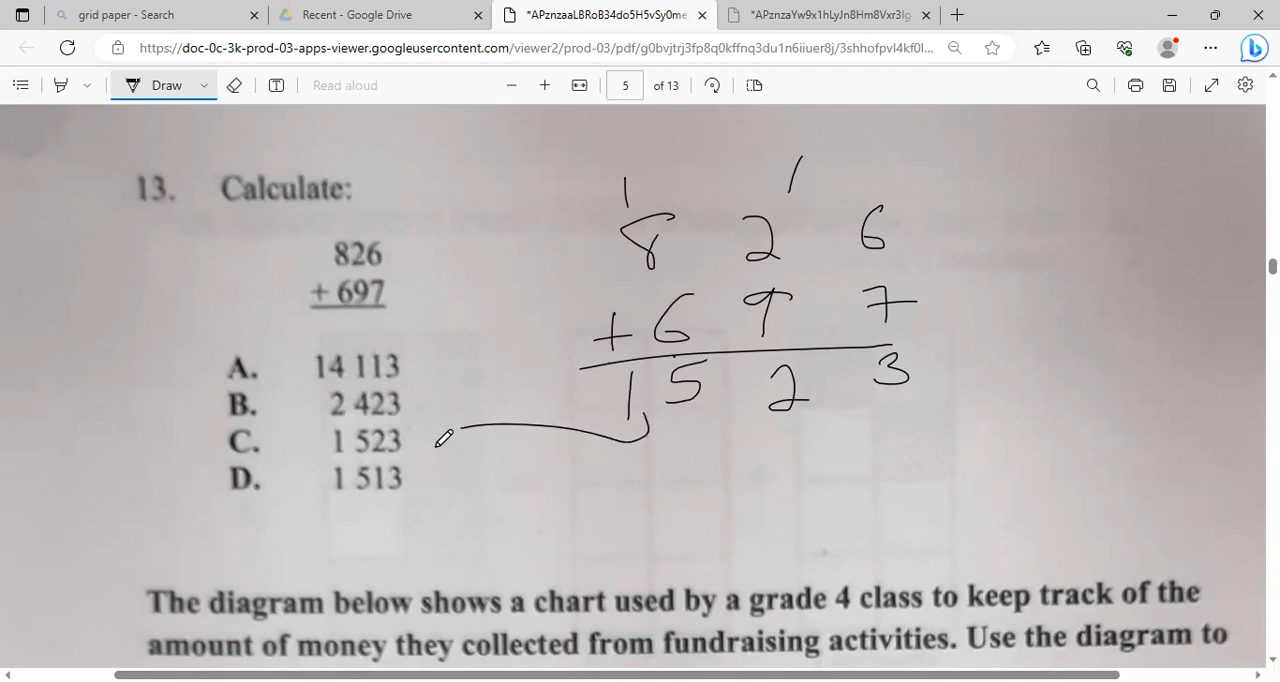 grid paper - Search
Recent - Google Drive
*APznzaaLBRoB34do5H5vSy0me
*APznzaYw9x1hLyJn8Hm8Vxr3lg
https://doc-0c-3k-prod-03-apps-viewer.googleusercontent.com/viewer2/prod-03/pdf/g0bvjtrj3fp8q0kffnq3du1n6iiuer8j/3shhofpvl4kf0l...
Draw
Read aloud
5 of 13
13. Calculate:
826
+ 697
A. 14 113
B. 2 423
C. 1 523
D. 1 513
1 1
8 2 6
+ 6 9 7
1 5 2 3
The diagram below shows a chart used by a grade 4 class to keep track of the
amount of money they collected from fundraising activities. Use the diagram to